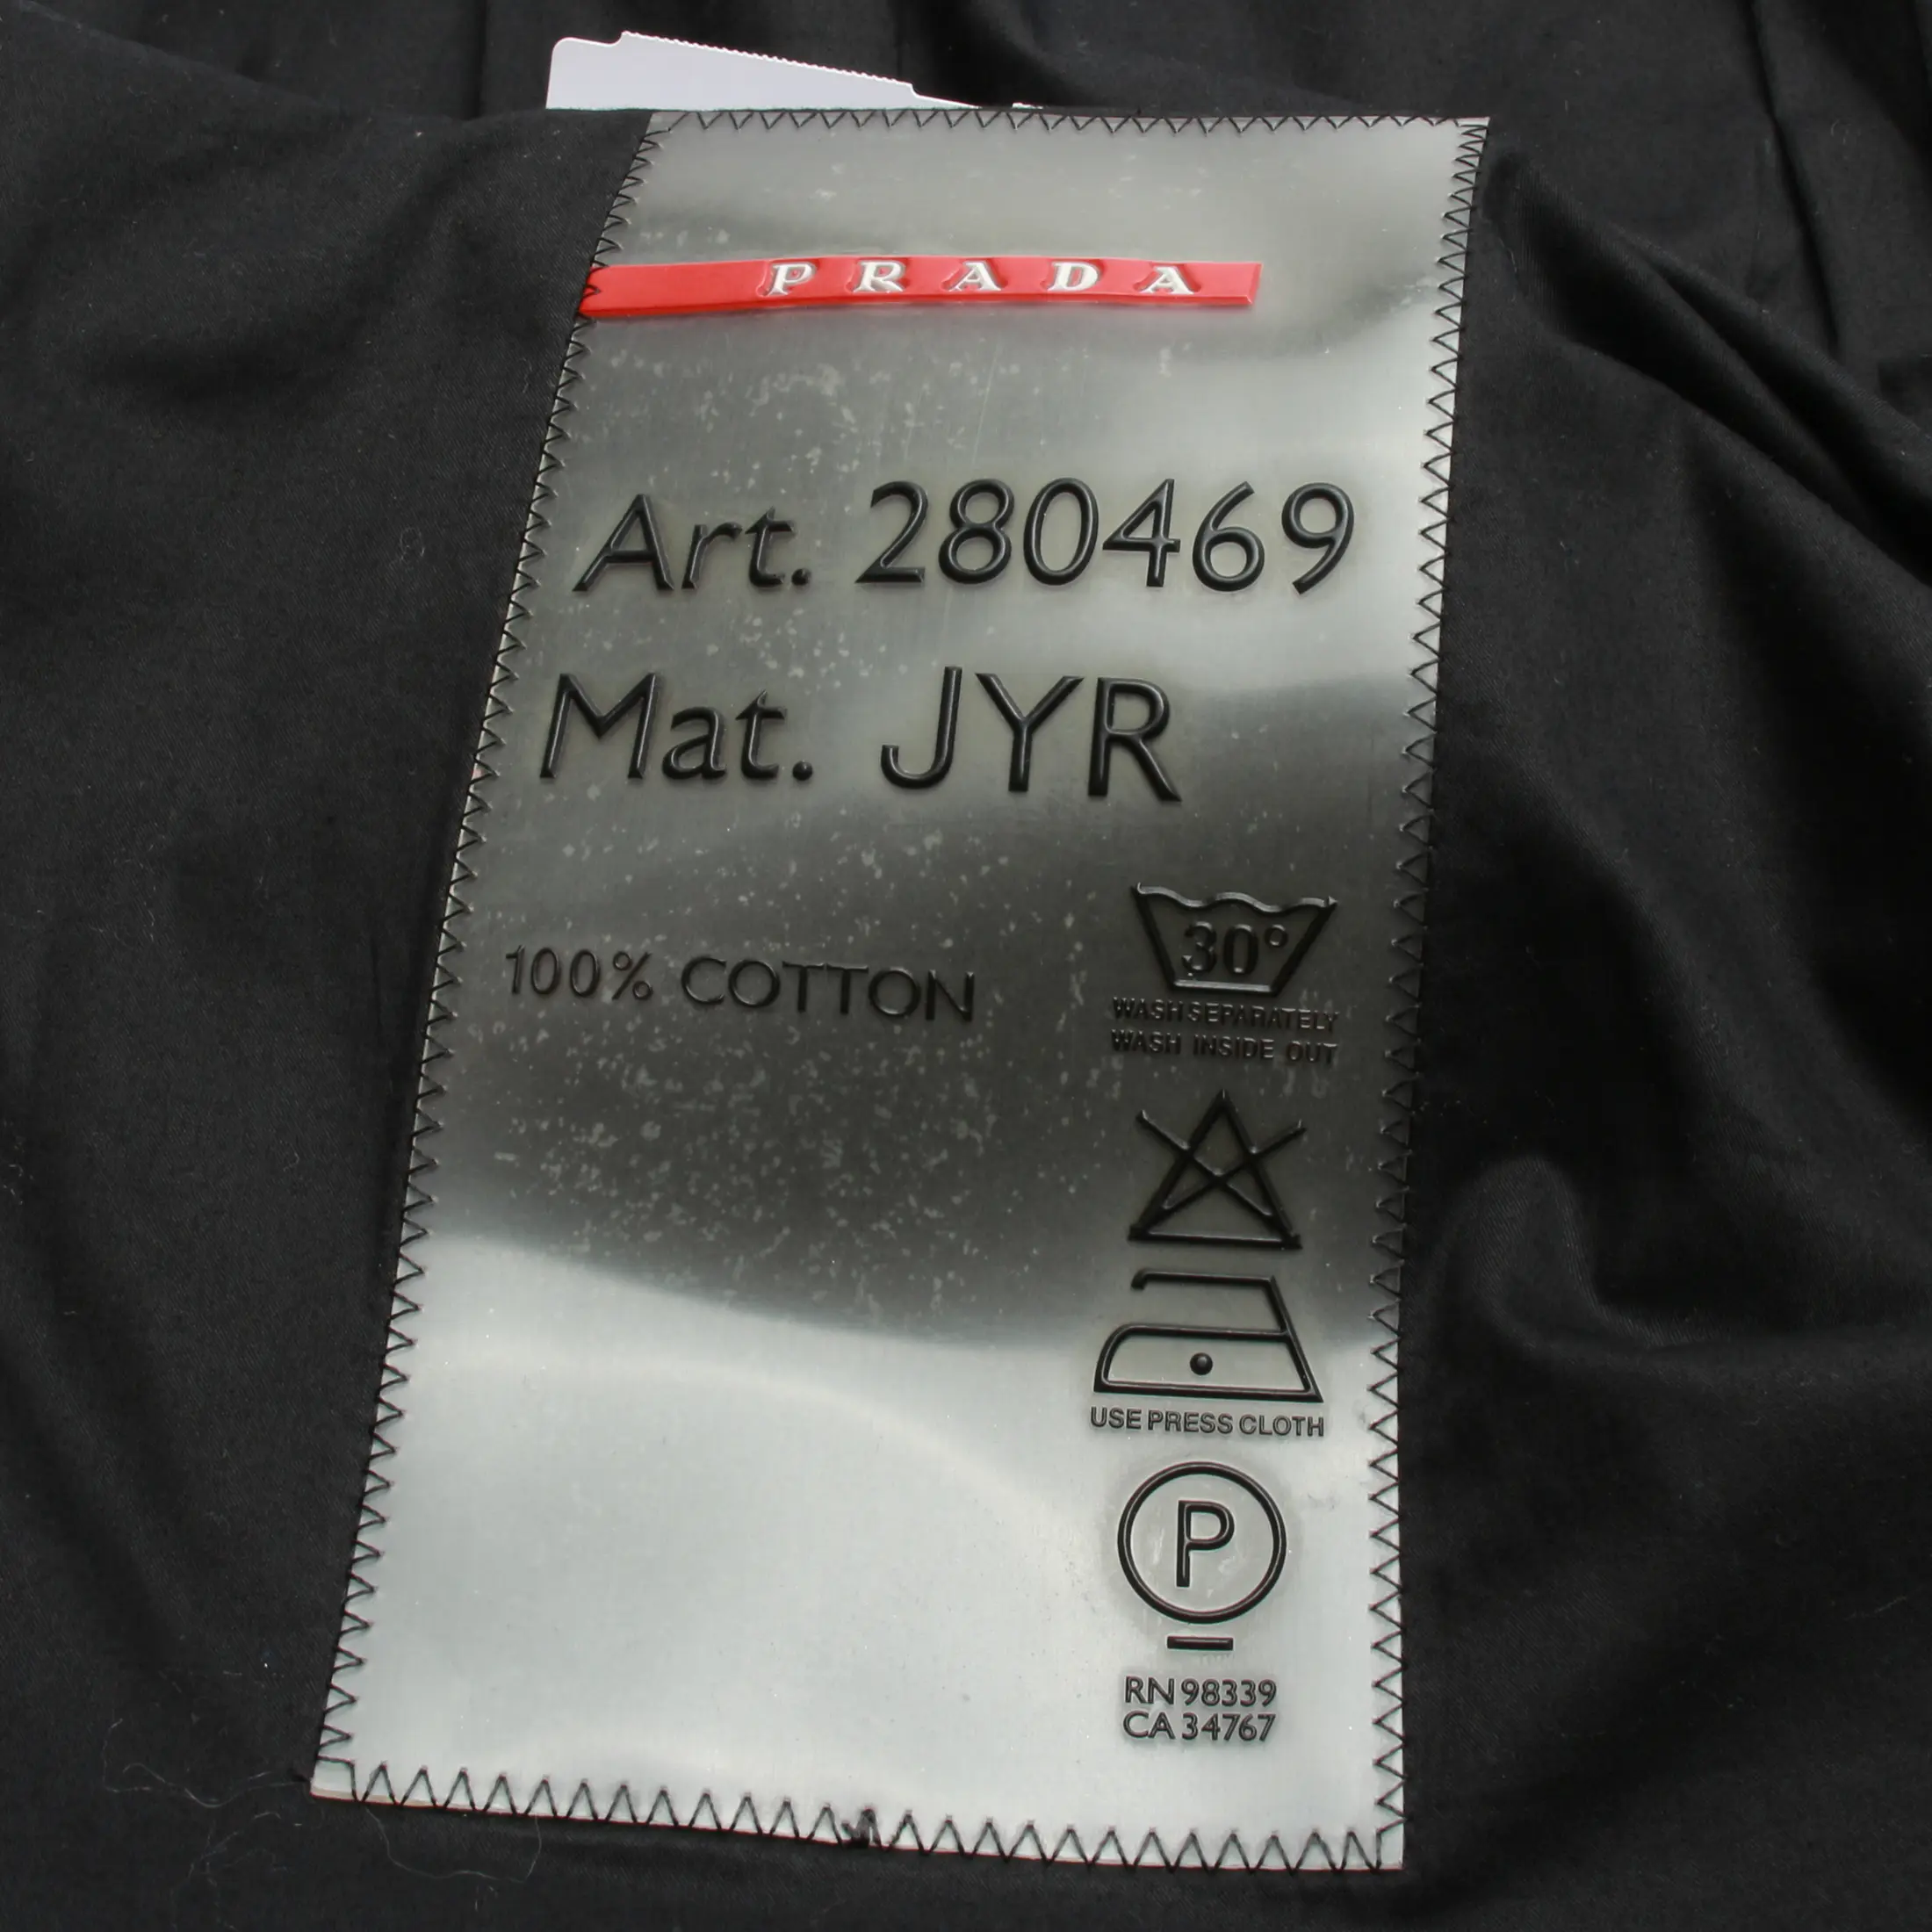 PRADA
Art. 280469
Mat. JYR
100% COTTON
30°
WASH SEPARATELY
WASH INSIDE OUT
USE PRESS CLOTH
P
RN 98339
CA 34767